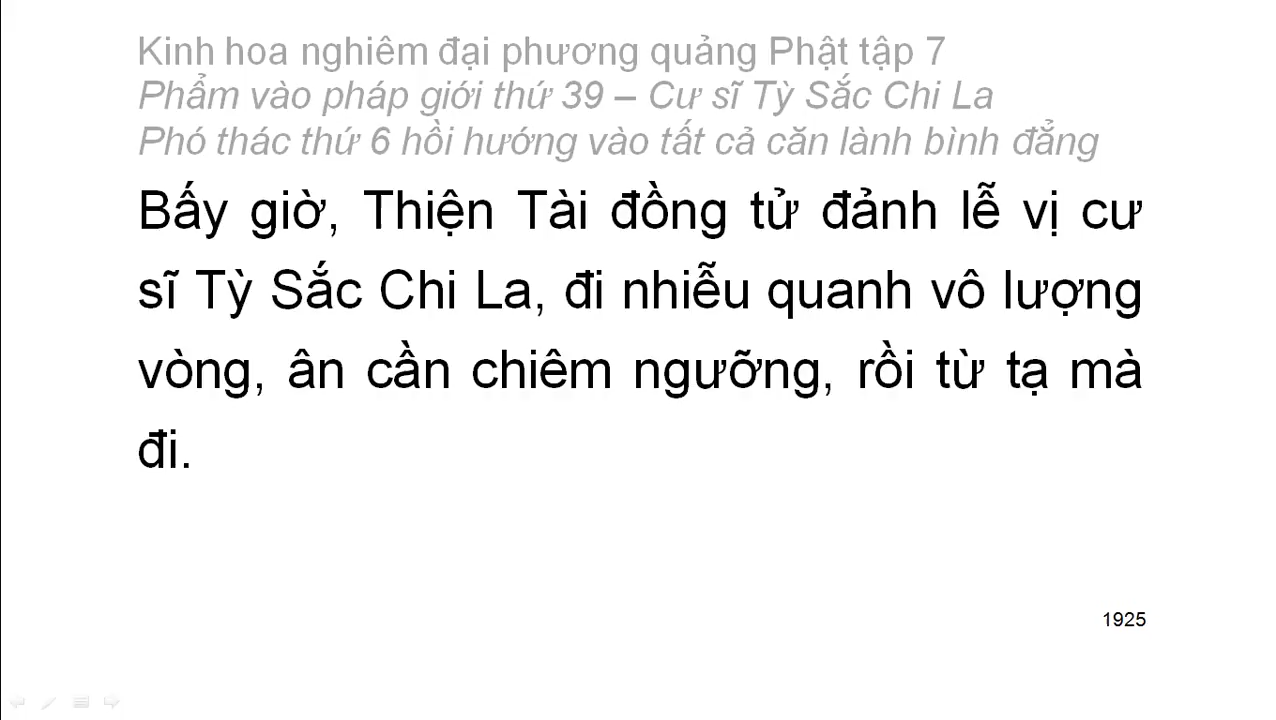 Kinh hoa nghiêm đại phương quảng Phật tập 7
Phẩm vào pháp giới thứ 39 – Cư sĩ Tỳ Sắc Chi La
Phó thác thứ 6 hồi hướng vào tất cả căn lành bình đẳng
Bấy giờ, Thiện Tài đồng tử đảnh lễ vị cư
sĩ Tỳ Sắc Chi La, đi nhiễu quanh vô lượng
vòng, ân cần chiêm ngưỡng, rồi từ tạ mà
đi.
1925